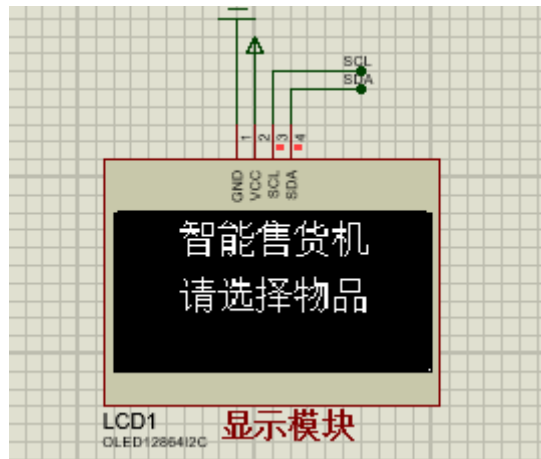 SCL
SDA
1
2
3
4
GND
VCC
SCL
SDA
智能售货机
请选择物品
LCD1
显示模块
OLED12864I2C